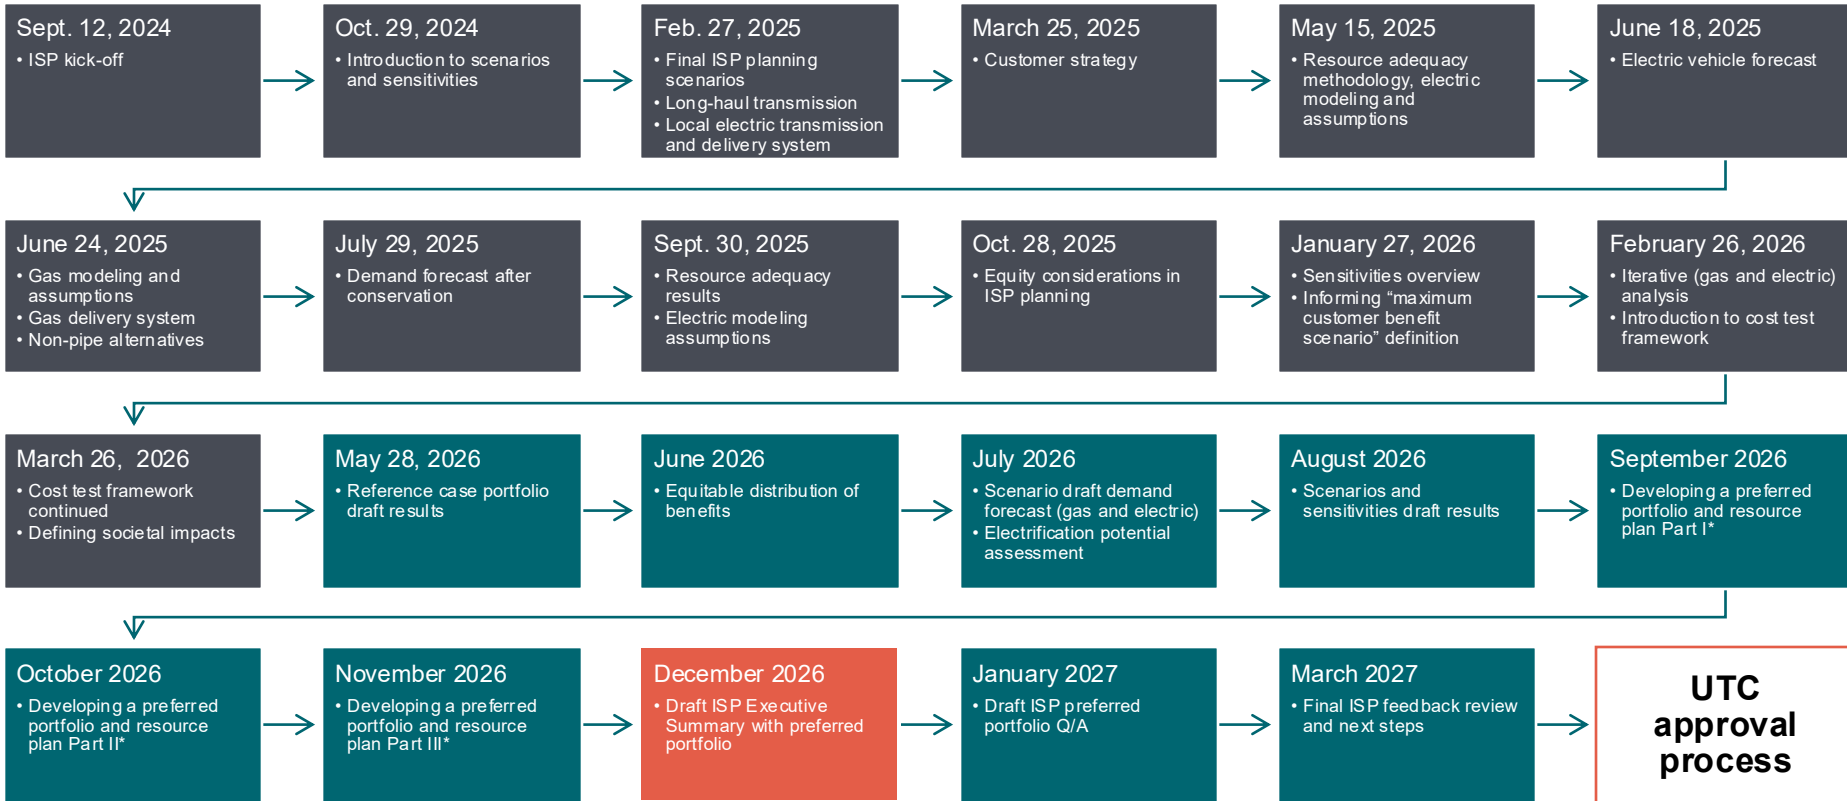 Sept. 12, 2024
• ISP kick-off
Oct. 29, 2024
• Introduction to scenarios
and sensitivities
Feb. 27, 2025
• Final ISP planning
scenarios
• Long-haul transmission
• Local electric transmission
and delivery system
March 25, 2025
• Customer strategy
May 15, 2025
• Resource adequacy
methodology, electric
modeling and
assumptions
June 18, 2025
• Electric vehicle forecast
June 24, 2025
• Gas modeling and
assumptions
• Gas delivery system
• Non-pipe alternatives
July 29, 2025
• Demand forecast after
conservation
Sept. 30, 2025
• Resource adequacy
results
• Electric modeling
assumptions
Oct. 28, 2025
• Equity considerations in
ISP planning
January 27, 2026
• Sensitivities overview
• Informing “maximum
customer benefit
scenario” definition
February 26, 2026
• Iterative (gas and electric)
analysis
• Introduction to cost test
framework
March 26, 2026
• Cost test framework
continued
• Defining societal impacts
May 28, 2026
• Reference case portfolio
draft results
June 2026
• Equitable distribution of
benefits
July 2026
• Scenario draft demand
forecast (gas and electric)
• Electrification potential
assessment
August 2026
• Scenarios and
sensitivities draft results
September 2026
• Developing a preferred
portfolio and resource
plan Part I*
October 2026
• Developing a preferred
portfolio and resource
plan Part II*
November 2026
• Developing a preferred
portfolio and resource
plan Part III*
December 2026
• Draft ISP Executive
Summary with preferred
portfolio
January 2027
• Draft ISP preferred
portfolio Q/A
March 2027
• Final ISP feedback review
and next steps
UTC
approval
process